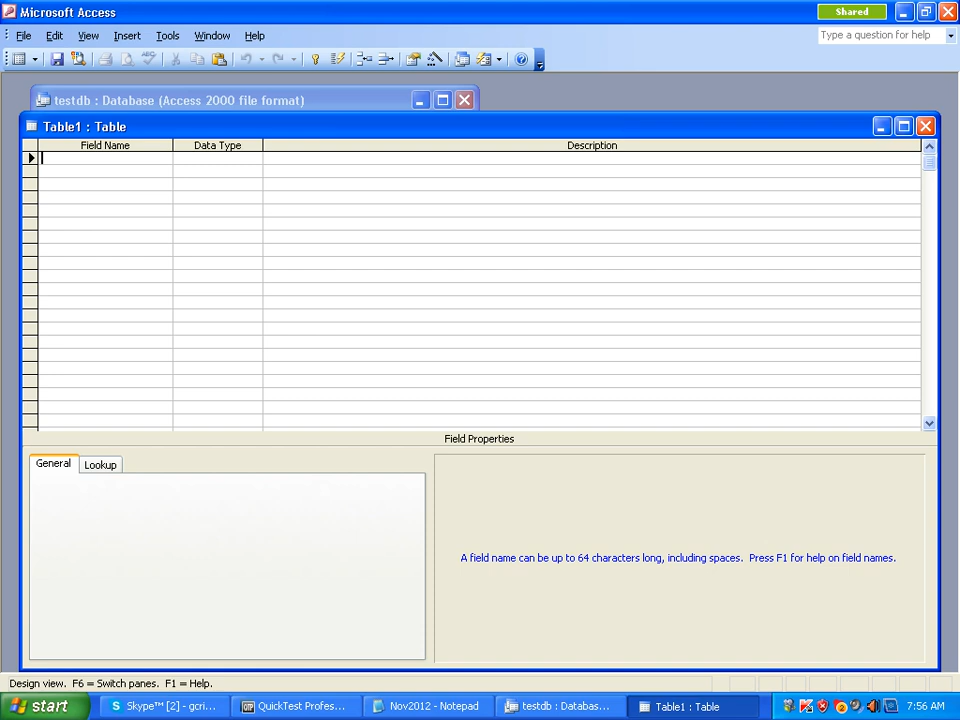 Microsoft Access
Shared
File Edit View Insert Tools Window Help
Type a question for help
testdb : Database (Access 2000 file format)
Table1 : Table
Field Name Data Type Description
Field Properties
General Lookup
A field name can be up to 64 characters long, including spaces. Press F1 for help on field names.
Design view. F6 = Switch panes. F1 = Help.
start Skype™ [2] - gcri... QuickTest Profes... Nov2012 - Notepad testdb : Databas... Table1 : Table 7:56 AM